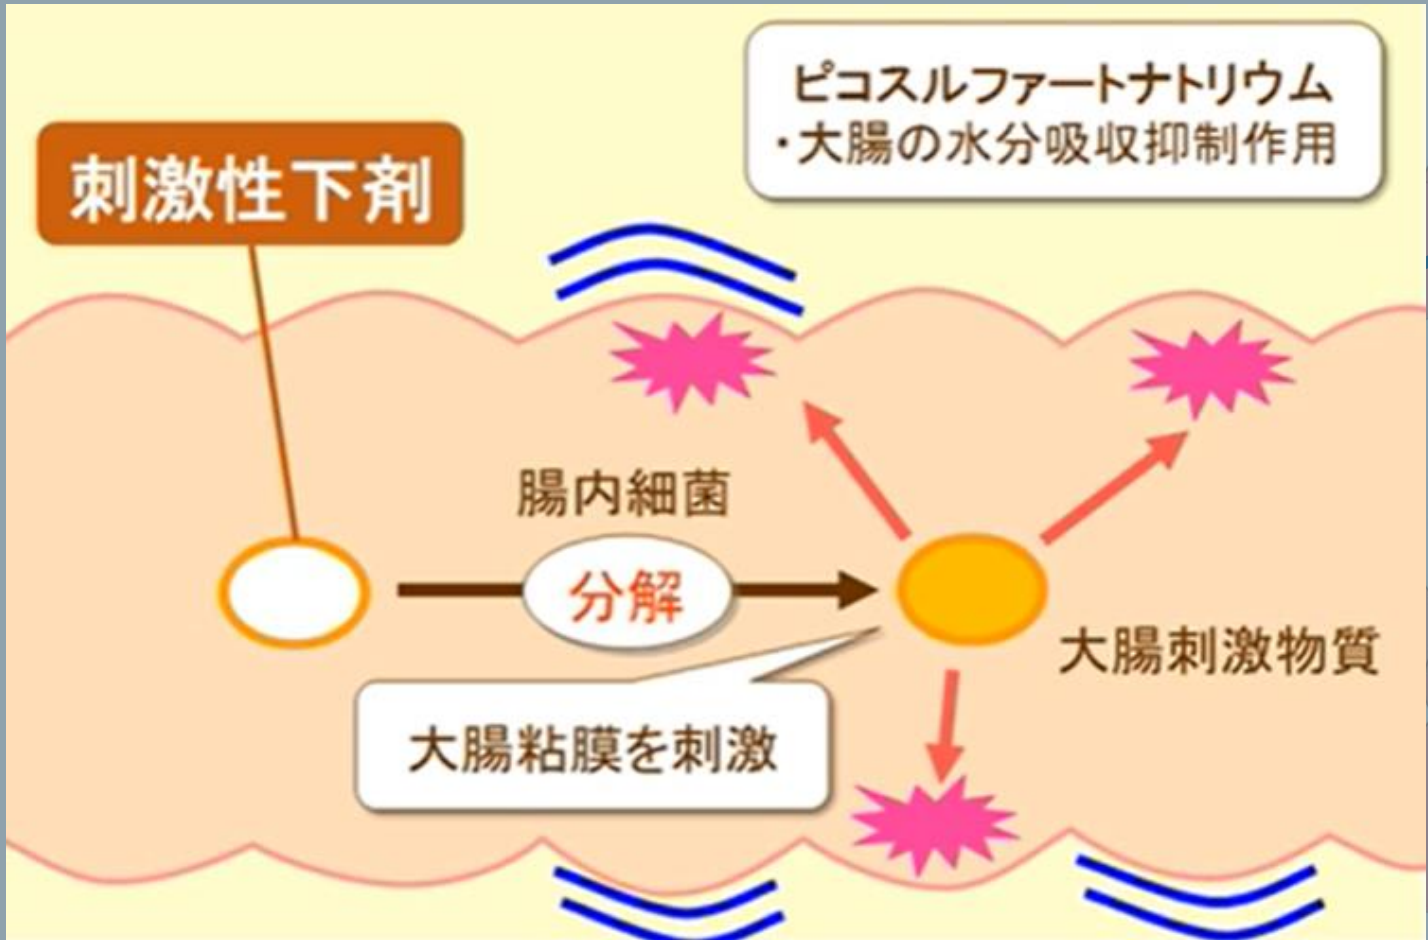 ピコスルファートナトリウム
・大腸の水分吸収抑制作用
刺激性下剤
腸内細菌
分解
大腸刺激物質
大腸粘膜を刺激